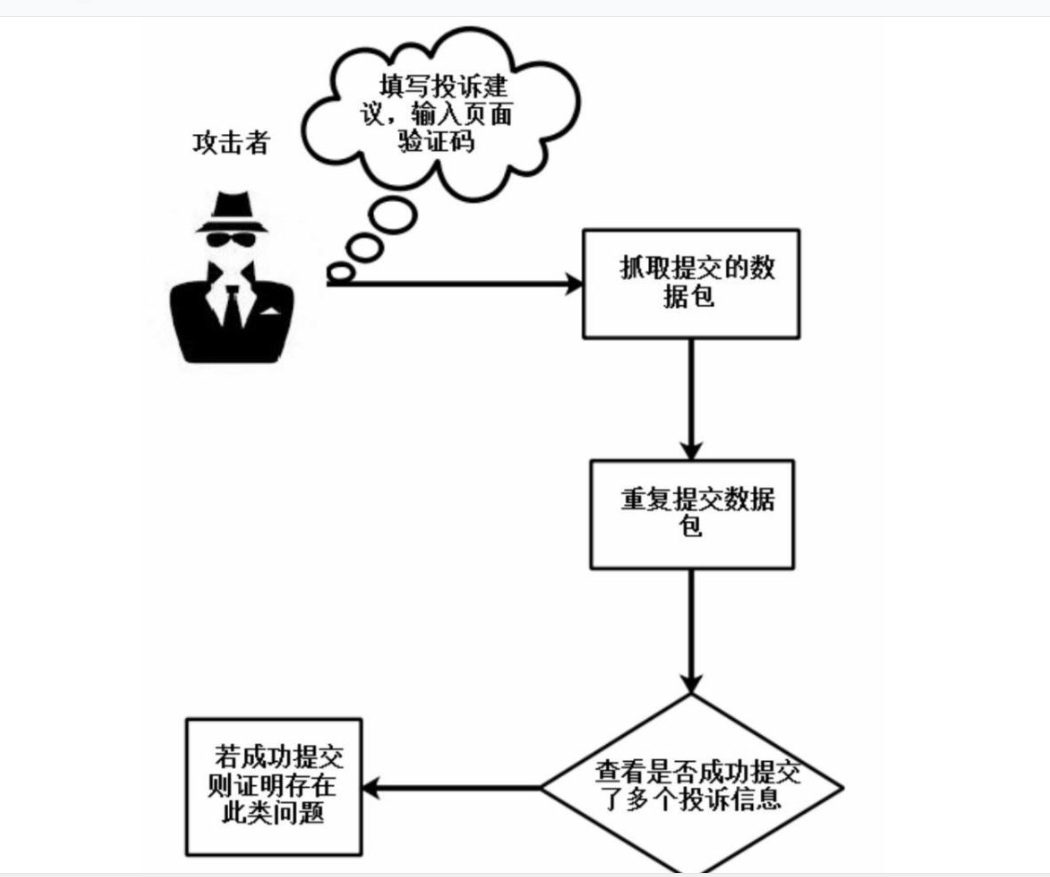 填写投诉建
议，输入页面
验证码
攻击者
抓取提交的数
据包
重复提交数据
包
查看是否成功提交
了多个投诉信息
若成功提交
则证明存在
此类问题